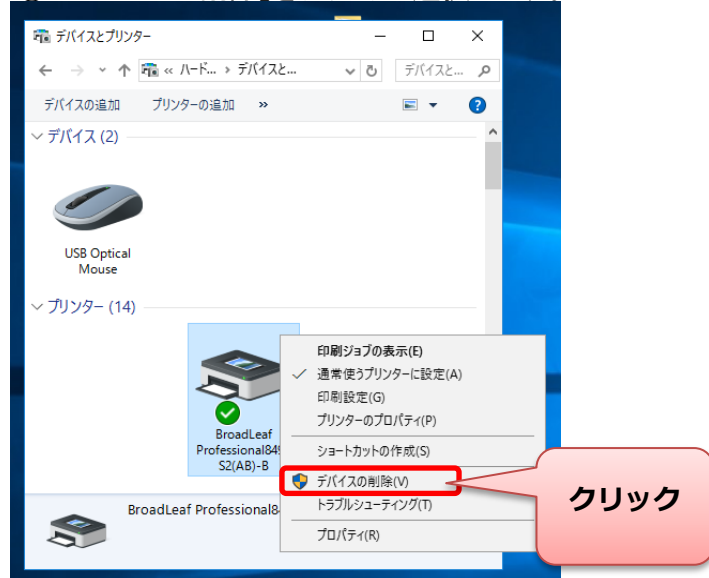 デバイスとプリンター
« ハード... › デバイスと...
デバイスと...
デバイスの追加
プリンターの追加
»
デバイス (2)
USB Optical
Mouse
プリンター (14)
BroadLeaf
Professional849
S2(AB)-B
印刷ジョブの表示(E)
通常使うプリンターに設定(A)
印刷設定(G)
プリンターのプロパティ(P)
ショートカットの作成(S)
デバイスの削除(V)
トラブルシューティング(T)
プロパティ(R)
クリック
BroadLeaf Professional8